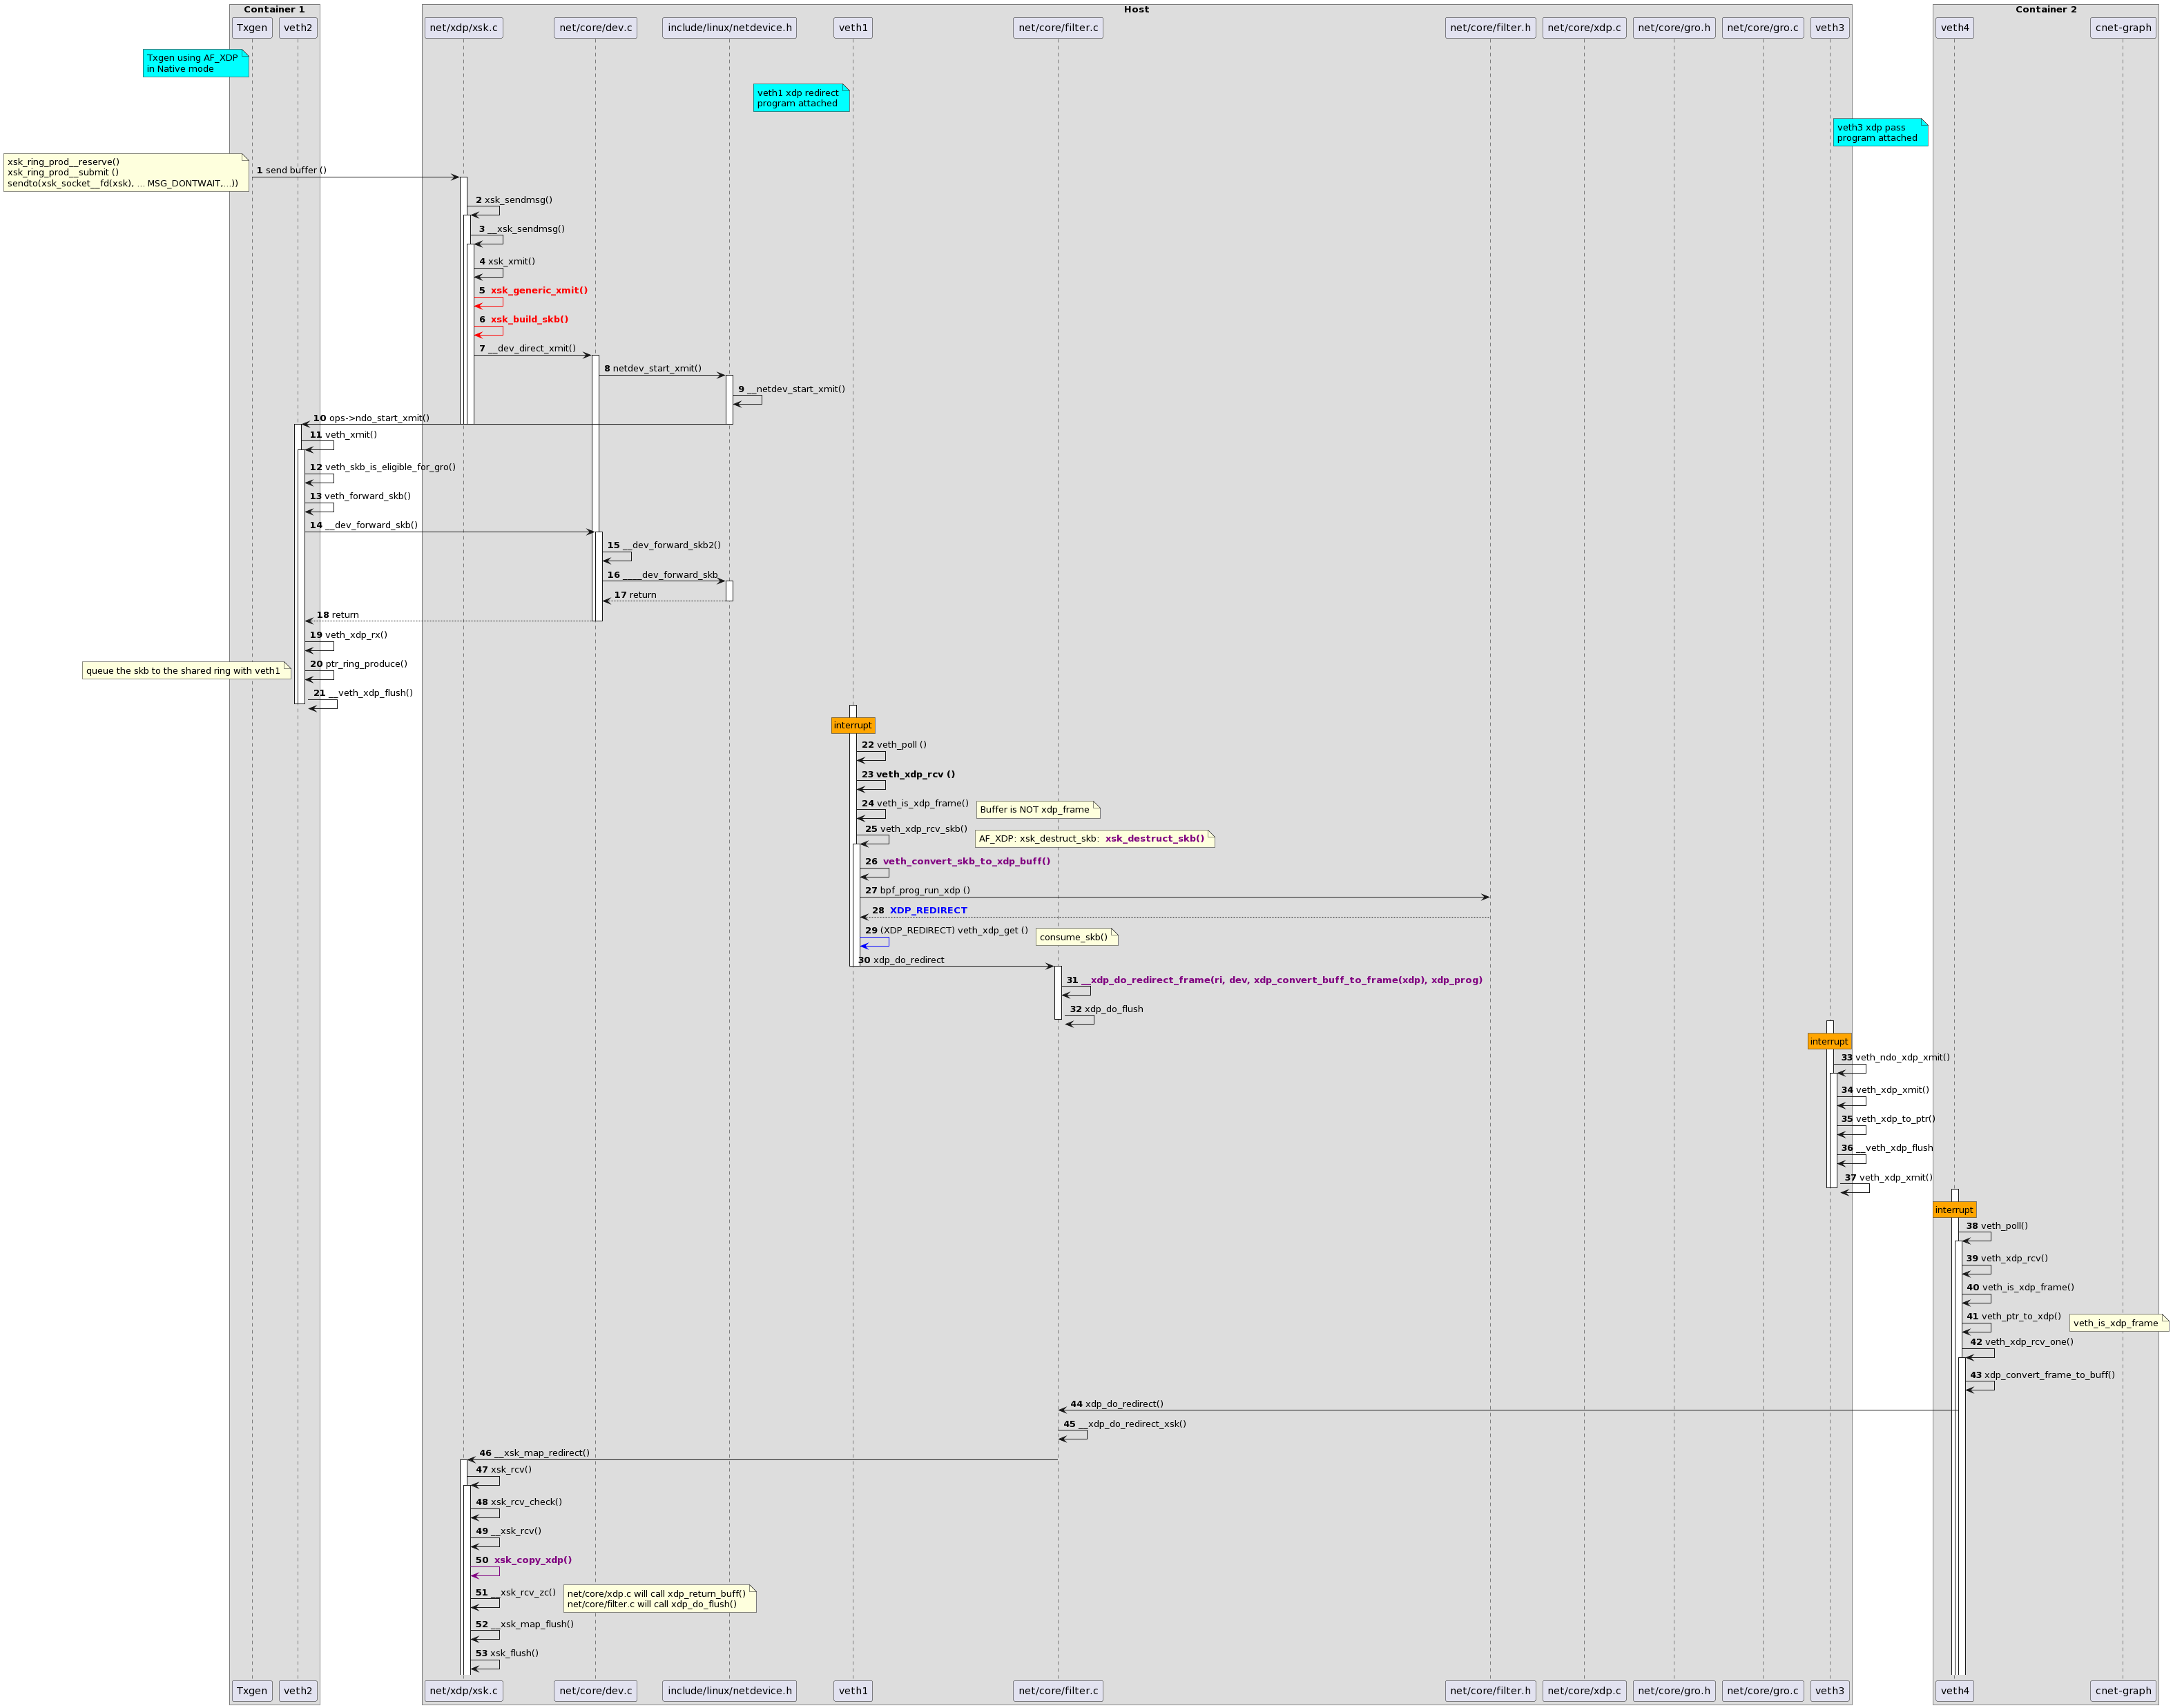 Container 1
Host
Container 2
Txgen
veth2
net/xdp/xsk.c
net/core/dev.c
include/linux/netdevice.h
veth1
net/core/filter.c
net/core/filter.h
net/core/xdp.c
net/core/gro.h
net/core/gro.c
veth3
veth4
cnet-graph
Txgen using AF_XDP
in Native mode
veth1 xdp redirect
program attached
veth3 xdp pass
program attached
xsk_ring_prod__reserve()
xsk_ring_prod__submit ()
sendto(xsk_socket__fd(xsk), ... MSG_DONTWAIT,...))
1 send buffer ()
2 xsk_sendmsg()
3 __xsk_sendmsg()
4 xsk_xmit()
5 xsk_generic_xmit()
6 xsk_build_skb()
7 __dev_direct_xmit()
8 netdev_start_xmit()
9 __netdev_start_xmit()
10 ops->ndo_start_xmit()
11 veth_xmit()
12 veth_skb_is_eligible_for_gro()
13 veth_forward_skb()
14 __dev_forward_skb()
15 __dev_forward_skb2()
16 ____dev_forward_skb
17 return
18 return
19 veth_xdp_rx()
queue the skb to the shared ring with veth1
20 ptr_ring_produce()
21 __veth_xdp_flush()
interrupt
22 veth_poll ()
23 veth_xdp_rcv ()
24 veth_is_xdp_frame()
Buffer is NOT xdp_frame
25 veth_xdp_rcv_skb()
AF_XDP: xsk_destruct_skb: xsk_destruct_skb()
26 veth_convert_skb_to_xdp_buff()
27 bpf_prog_run_xdp ()
28 XDP_REDIRECT
29 (XDP_REDIRECT) veth_xdp_get ()
consume_skb()
30 xdp_do_redirect
31 __xdp_do_redirect_frame(ri, dev, xdp_convert_buff_to_frame(xdp), xdp_prog)
32 xdp_do_flush
interrupt
33 veth_ndo_xdp_xmit()
34 veth_xdp_xmit()
35 veth_xdp_to_ptr()
36 __veth_xdp_flush
37 veth_xdp_xmit()
interrupt
38 veth_poll()
39 veth_xdp_rcv()
40 veth_is_xdp_frame()
41 veth_ptr_to_xdp()
veth_is_xdp_frame
42 veth_xdp_rcv_one()
43 xdp_convert_frame_to_buff()
44 xdp_do_redirect()
45 __xdp_do_redirect_xsk()
46 __xsk_map_redirect()
47 xsk_rcv()
48 xsk_rcv_check()
49 __xsk_rcv()
50 xsk_copy_xdp()
51 __xsk_rcv_zc()
net/core/xdp.c will call xdp_return_buff()
net/core/filter.c will call xdp_do_flush()
52 __xsk_map_flush()
53 xsk_flush()
Txgen
veth2
net/xdp/xsk.c
net/core/dev.c
include/linux/netdevice.h
veth1
net/core/filter.c
net/core/filter.h
net/core/xdp.c
net/core/gro.h
net/core/gro.c
veth3
veth4
cnet-graph